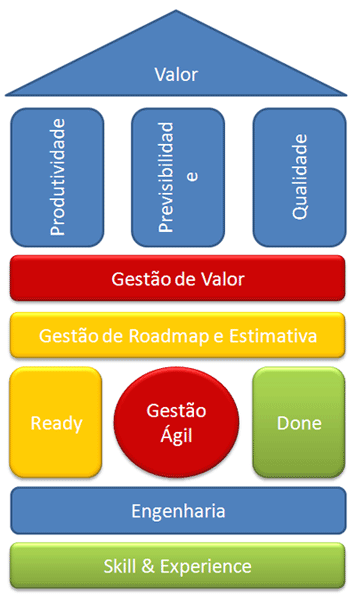 Valor
Produtividade
Previsibilidad
e
Qualidade
Gestão de Valor
Gestão de Roadmap e Estimativa
Ready
Gestão
Ágil
Done
Engenharia
Skill & Experience